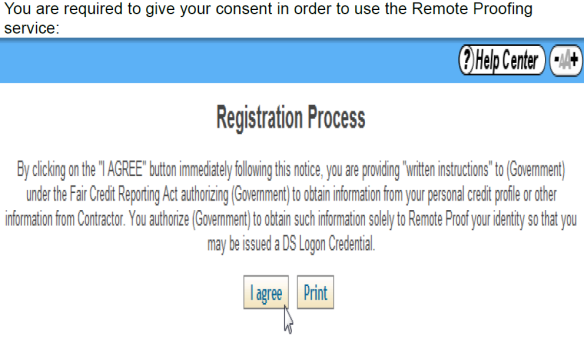 You are required to give your consent in order to use the Remote Proofing
service:
? Help Center - AA +
Registration Process
By clicking on the "I AGREE" button immediately following this notice, you are providing "written instructions" to (Government)
under the Fair Credit Reporting Act authorizing (Government) to obtain information from your personal credit profile or other
information from Contractor. You authorize (Government) to obtain such information solely to Remote Proof your identity so that you
may be issued a DS Logon Credential.
I agree Print